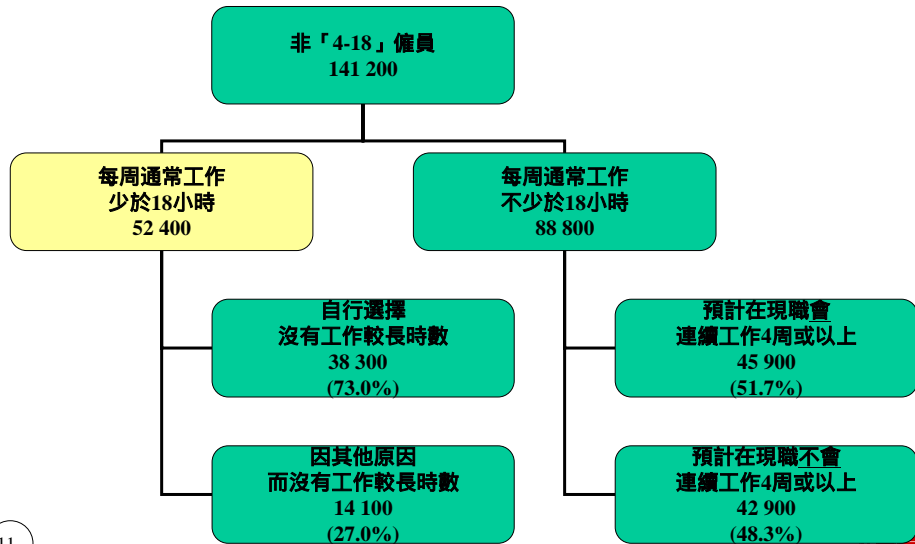 非「4-18」僱員
141 200
每周通常工作
少於18小時
52 400
每周通常工作
不少於18小時
88 800
自行選擇
沒有工作較長時數
38 300
(73.0%)
預計在現職會
連續工作4周或以上
45 900
(51.7%)
因其他原因
而沒有工作較長時數
14 100
(27.0%)
預計在現職不會
連續工作4周或以上
42 900
(48.3%)
11